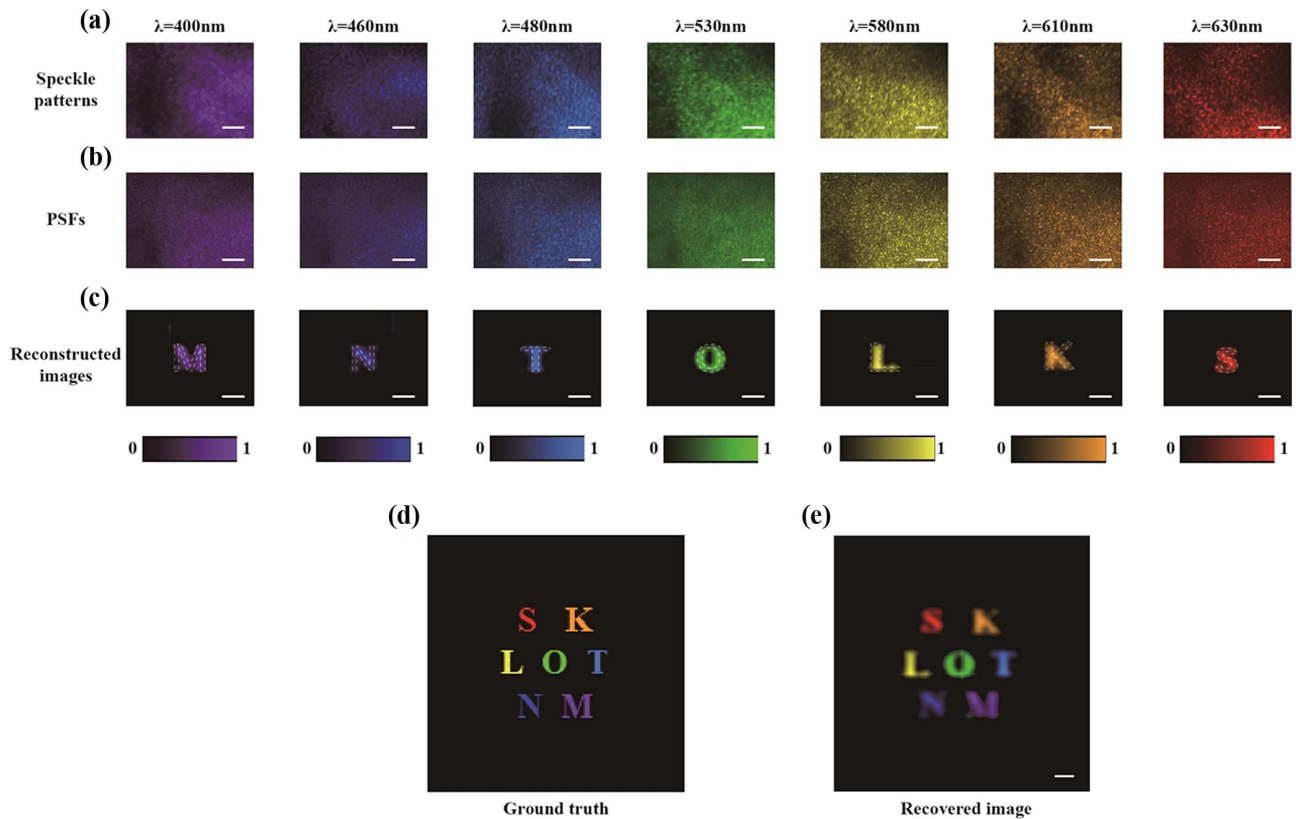 (a)
λ=400nm λ=460nm λ=480nm λ=530nm λ=580nm λ=610nm λ=630nm
Speckle
patterns
(b)
PSFs
(c)
Reconstructed
images
M N T O L K S
0 1 0 1 0 1 0 1 0 1 0 1 0 1
(d) (e)
S K
L O T
N M
S K
L O T
N M
Ground truth Recovered image